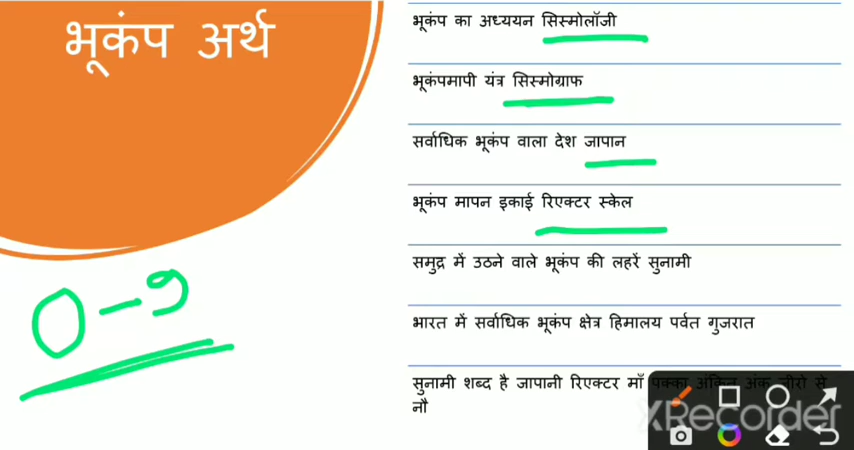 भूकंप अर्थ
भूकंप का अध्ययन सिस्मोलॉजी
भूकंपमापी यंत्र सिस्मोग्राफ
सर्वाधिक भूकंप वाला देश जापान
भूकंप मापन इकाई रिएक्टर स्केल
समुद्र में उठने वाले भूकंप की लहरें सुनामी
भारत में सर्वाधिक भूकंप क्षेत्र हिमालय पर्वत गुजरात
सुनामी शब्द है जापानी रिएक्टर माँ पक्का अंकित अंक जीरो से
नौ
0-9
XRecorder